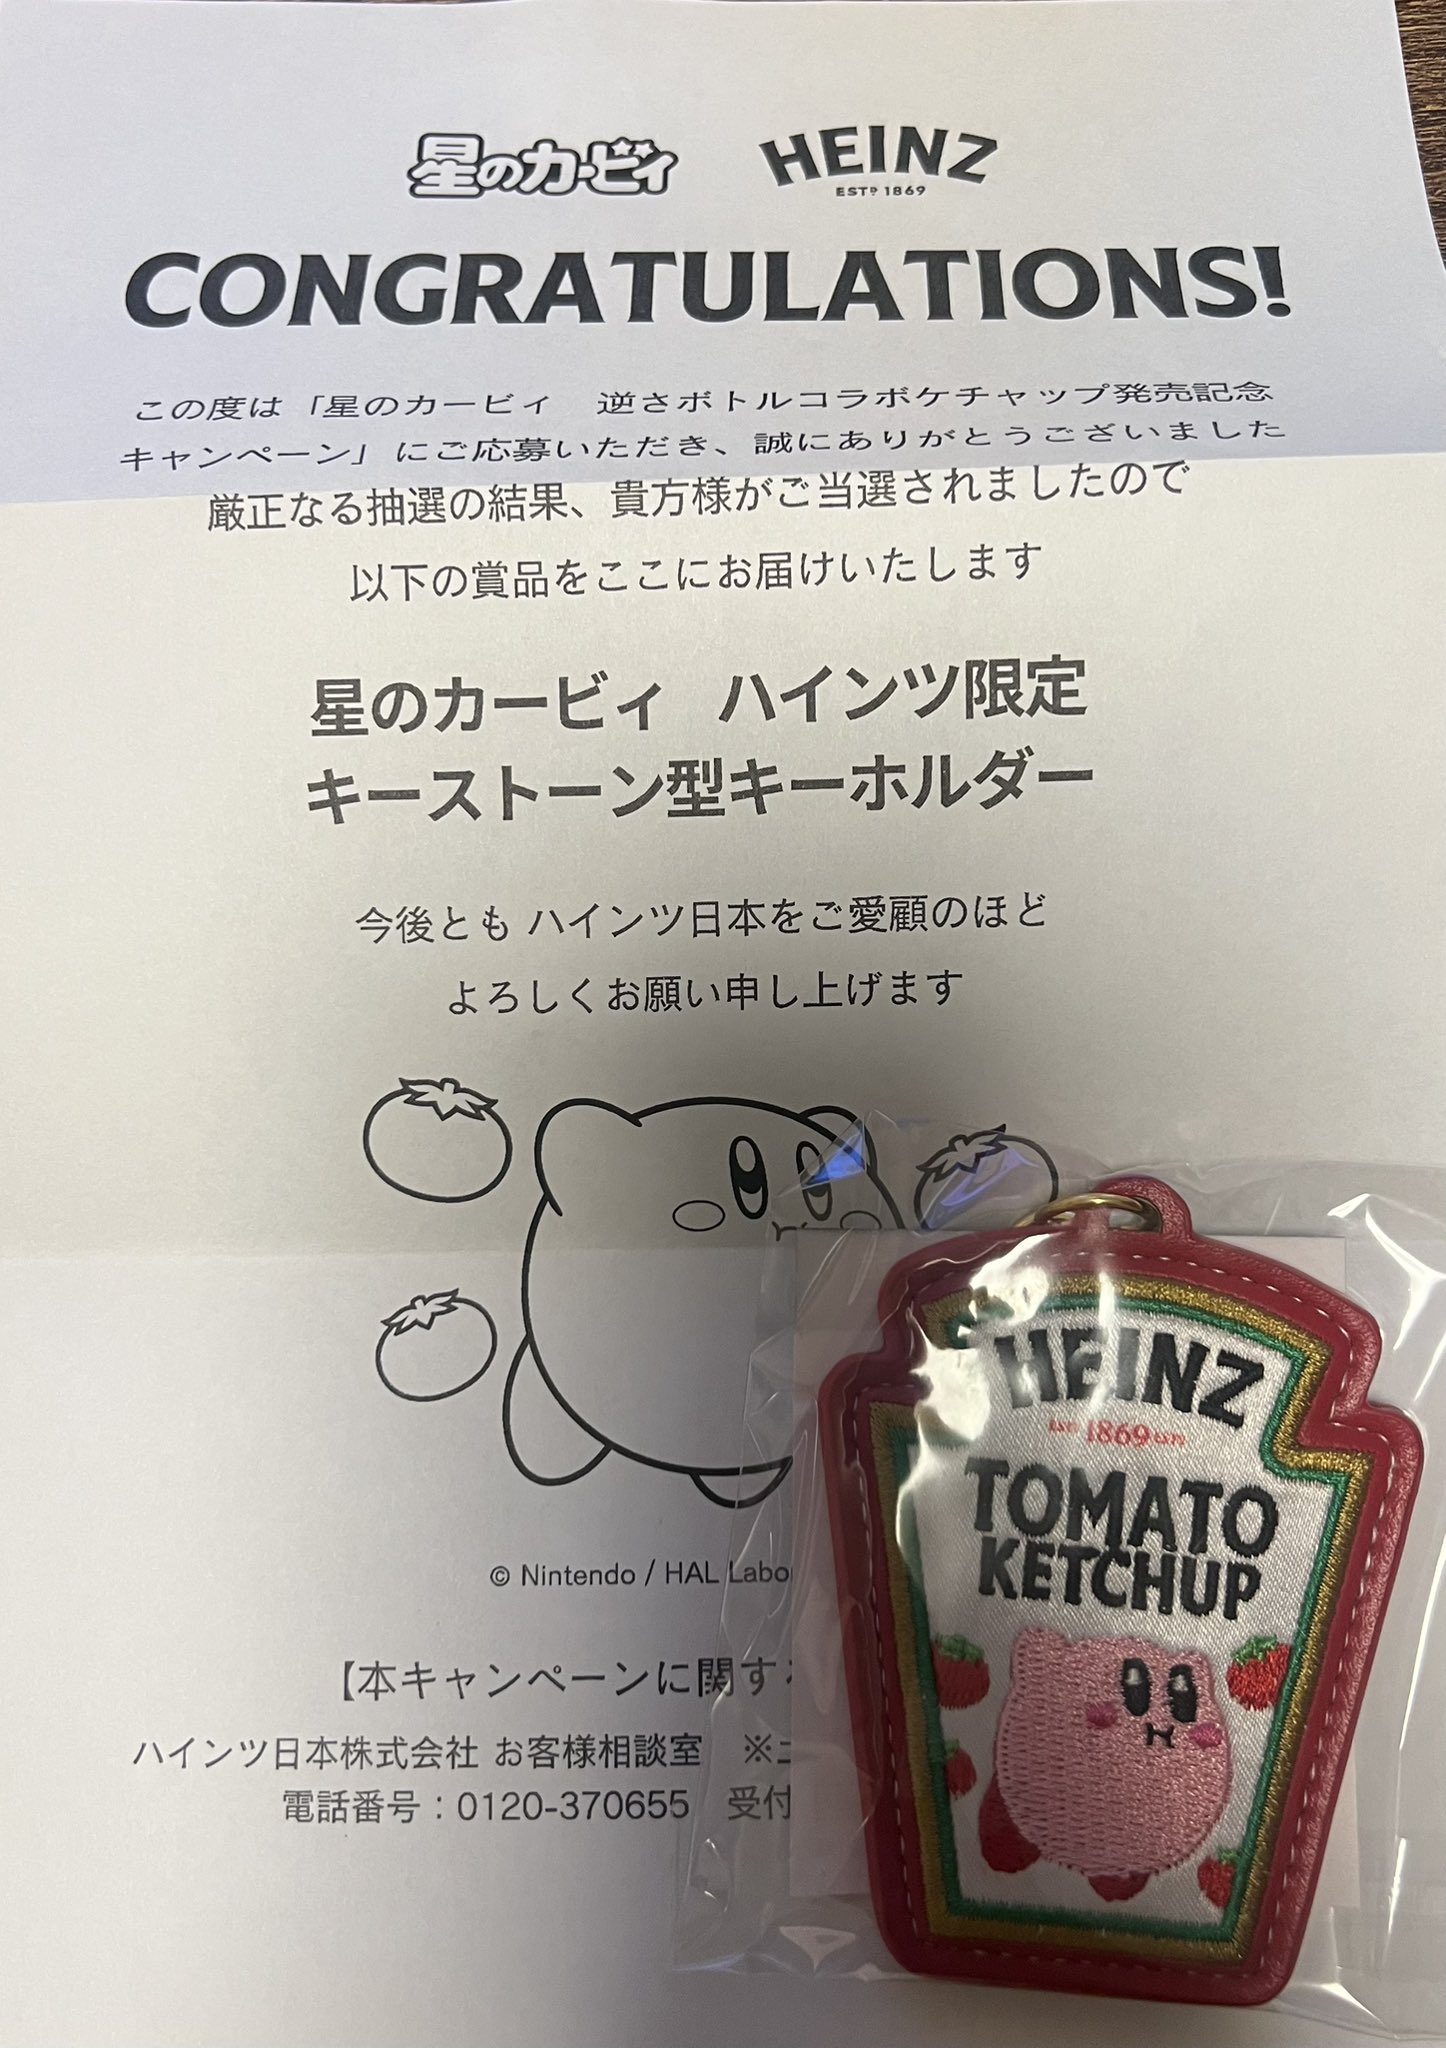 星のカービィ HEINZ
ESTD 1869
CONGRATULATIONS!
この度は「星のカービィ　逆さボトルコラボケチャップ発売記念
キャンペーン」にご応募いただき、誠にありがとうございました
厳正なる抽選の結果、貴方様がご当選されましたので
以下の賞品をここにお届けいたします
星のカービィ ハインツ限定
キーストーン型キーホルダー
今後とも ハインツ日本をご愛顧のほど
よろしくお願い申し上げます
© Nintendo / HAL Labo
【本キャンペーンに関す
ハインツ日本株式会社 お客様相談室 ※
電話番号：0120-370655 受付
HEINZ
1869
TOMATO
KETCHUP